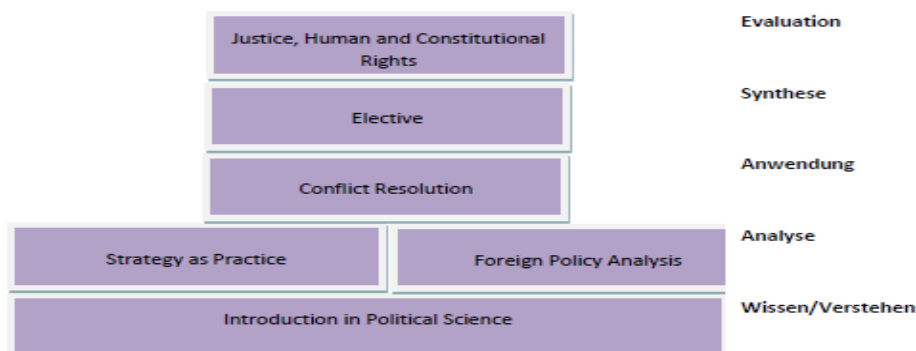 Evaluation
Justice, Human and Constitutional
Rights
Synthese
Elective
Anwendung
Conflict Resolution
Analyse
Strategy as Practice
Foreign Policy Analysis
Wissen/Verstehen
Introduction in Political Science